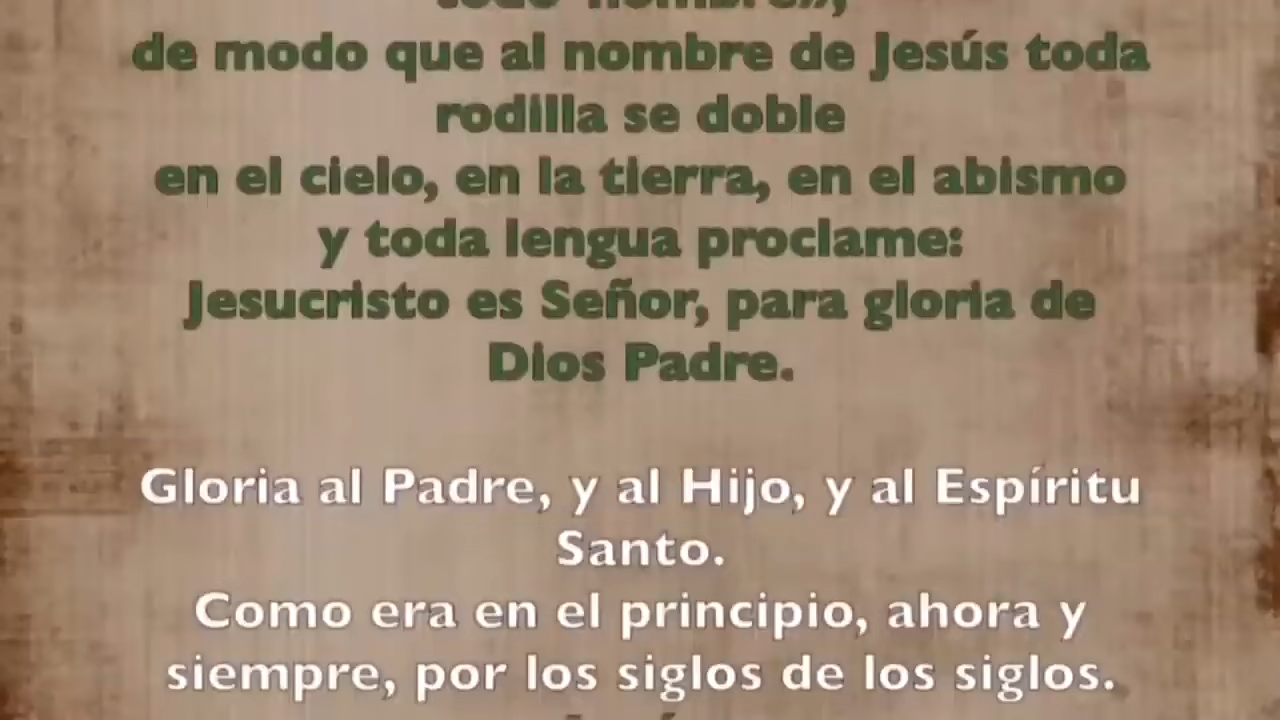 todo nombre»,
de modo que al nombre de Jesús toda
rodilla se doble
en el cielo, en la tierra, en el abismo
y toda lengua proclame:
Jesucristo es Señor, para gloria de
Dios Padre.
Gloria al Padre, y al Hijo, y al Espíritu
Santo.
Como era en el principio, ahora y
siempre, por los siglos de los siglos.